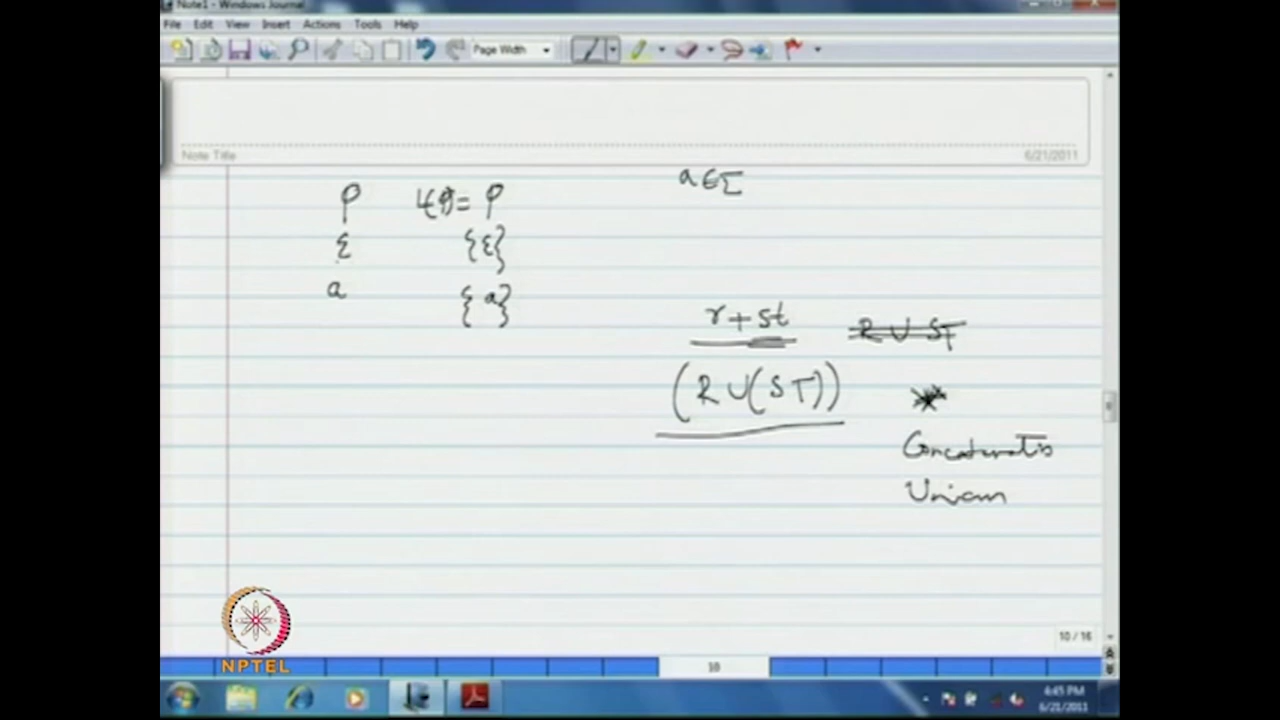 Note1 - Windows Journal
File Edit View Insert Actions Tools Help
Page Width
Note Title
6/21/2011
a ∈ Σ
φ L(φ) = φ
ε {ε}
a {a}
r + st R ∪ ST
(R ∪ (ST)) *
Concatenatio
Union
NPTEL
10 / 16
10
4:45 PM
6/21/2011